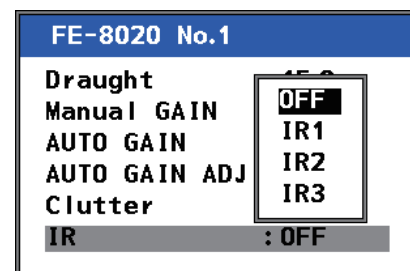 FE-8020 No.1
Draught
Manual GAIN
AUTO GAIN
AUTO GAIN ADJ
Clutter
IR : OFF
OFF
IR1
IR2
IR3